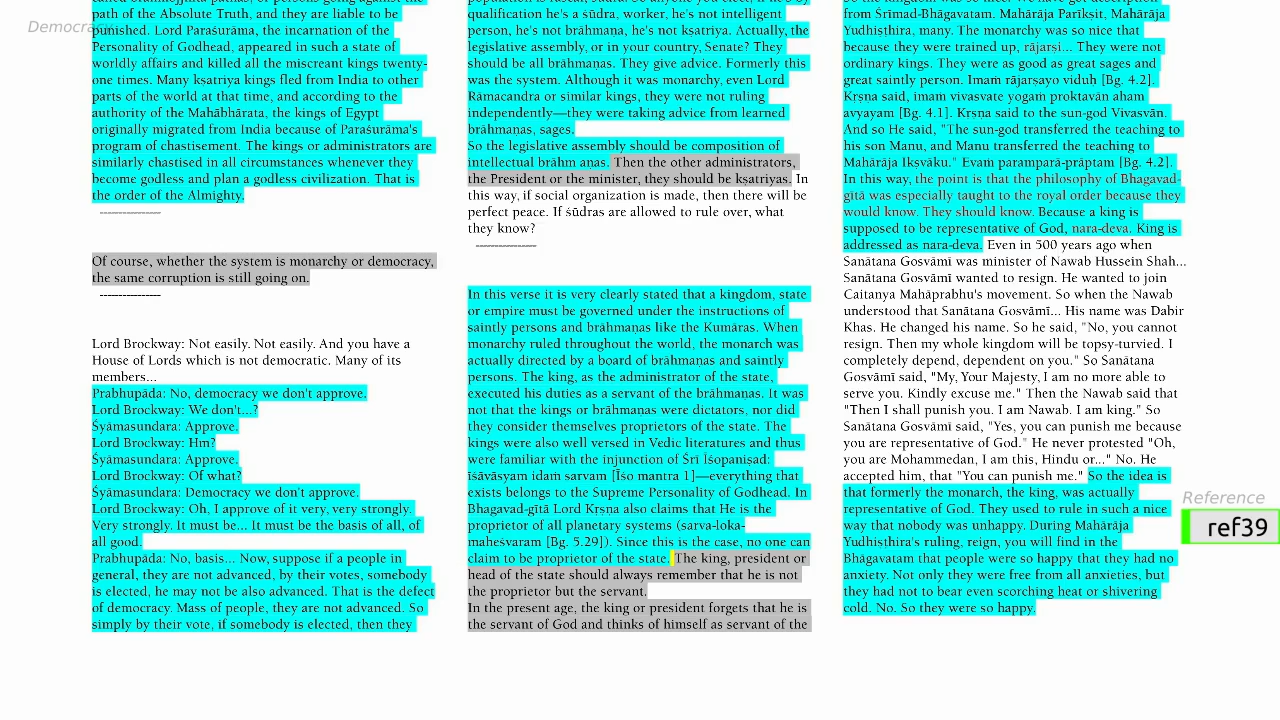 Democracy
path of the Absolute Truth, and they are liable to be
punished. Lord Paraśurāma, the incarnation of the
Personality of Godhead, appeared in such a state of
worldly affairs and killed all the miscreant kings twenty-
one times. Many kṣatriya kings fled from India to other
parts of the world at that time, and according to the
authority of the Mahābhārata, the kings of Egypt
originally migrated from India because of Paraśurāma's
program of chastisement. The kings or administrators are
similarly chastised in all circumstances whenever they
become godless and plan a godless civilization. That is
the order of the Almighty.
----------------
Of course, whether the system is monarchy or democracy,
the same corruption is still going on.
----------------
Lord Brockway: Not easily. Not easily. And you have a
House of Lords which is not democratic. Many of its
members...
Prabhupāda: No, democracy we don't approve.
Lord Brockway: We don't...?
Śyāmasundara: Approve.
Lord Brockway: Hm?
Śyāmasundara: Approve.
Lord Brockway: Of what?
Śyāmasundara: Democracy we don't approve.
Lord Brockway: Oh, I approve of it very, very strongly.
Very strongly. It must be... It must be the basis of all, of
all good.
Prabhupāda: No, basis... Now, suppose if a people in
general, they are not advanced, by their votes, somebody
is elected, he may not be also advanced. That is the defect
of democracy. Mass of people, they are not advanced. So
simply by their vote, if somebody is elected, then they
qualification he's a śūdra, worker, he's not intelligent
person, he's not brāhmaṇa, he's not kṣatriya. Actually, the
legislative assembly, or in your country, Senate? They
should be all brāhmaṇas. They give advice. Formerly this
was the system. Although it was monarchy, even Lord
Rāmacandra or similar kings, they were not ruling
independently—they were taking advice from learned
brāhmaṇas, sages.
So the legislative assembly should be composition of
intellectual brāhm aṇas. Then the other administrators,
the President or the minister, they should be kṣatriyas. In
this way, if social organization is made, then there will be
perfect peace. If śūdras are allowed to rule over, what
they know?
----------------
In this verse it is very clearly stated that a kingdom, state
or empire must be governed under the instructions of
saintly persons and brāhmaṇas like the Kumāras. When
monarchy ruled throughout the world, the monarch was
actually directed by a board of brāhmaṇas and saintly
persons. The king, as the administrator of the state,
executed his duties as a servant of the brāhmaṇas. It was
not that the kings or brāhmaṇas were dictators, nor did
they consider themselves proprietors of the state. The
kings were also well versed in Vedic literatures and thus
were familiar with the injunction of Śrī Īśopaniṣad:
īśāvāsyam idaṁ sarvam [Īśo mantra 1]—everything that
exists belongs to the Supreme Personality of Godhead. In
Bhagavad-gītā Lord Kṛṣṇa also claims that He is the
proprietor of all planetary systems (sarva-loka-
maheśvaram [Bg. 5.29]). Since this is the case, no one can
claim to be proprietor of the state. The king, president or
head of the state should always remember that he is not
the proprietor but the servant.
In the present age, the king or president forgets that he is
the servant of God and thinks of himself as servant of the
from Śrīmad-Bhāgavatam. Mahārāja Parīkṣit, Mahārāja
Yudhiṣṭhira, many. The monarchy was so nice that
because they were trained up, rājarṣi... They were not
ordinary kings. They were as good as great sages and
great saintly person. Imaṁ rājarṣayo viduḥ [Bg. 4.2].
Kṛṣṇa said, imaṁ vivasvate yogaṁ proktavān aham
avyayam [Bg. 4.1]. Kṛṣṇa said to the sun-god Vivasvān.
And so He said, "The sun-god transferred the teaching to
his son Manu, and Manu transferred the teaching to
Mahārāja Ikṣvāku." Evaṁ paramparā-prāptam [Bg. 4.2].
In this way, the point is that the philosophy of Bhagavad-
gītā was especially taught to the royal order because they
would know. They should know. Because a king is
supposed to be representative of God, nara-deva. King is
addressed as nara-deva. Even in 500 years ago when
Sanātana Gosvāmī was minister of Nawab Hussein Shah...
Sanātana Gosvāmī wanted to resign. He wanted to join
Caitanya Mahāprabhu's movement. So when the Nawab
understood that Sanātana Gosvāmī... His name was Dabir
Khas. He changed his name. So he said, "No, you cannot
resign. Then my whole kingdom will be topsy-turvied. I
completely depend, dependent on you." So Sanātana
Gosvāmī said, "My, Your Majesty, I am no more able to
serve you. Kindly excuse me." Then the Nawab said that
"Then I shall punish you. I am Nawab. I am king." So
Sanātana Gosvāmī said, "Yes, you can punish me because
you are representative of God." He never protested "Oh,
you are Mohammedan, I am this, Hindu or..." No. He
accepted him, that "You can punish me." So the idea is
that formerly the monarch, the king, was actually
representative of God. They used to rule in such a nice
way that nobody was unhappy. During Mahārāja
Yudhiṣṭhira's ruling, reign, you will find in the
Bhāgavatam that people were so happy that they had no
anxiety. Not only they were free from all anxieties, but
they had not to bear even scorching heat or shivering
cold. No. So they were so happy.
Reference
ref39